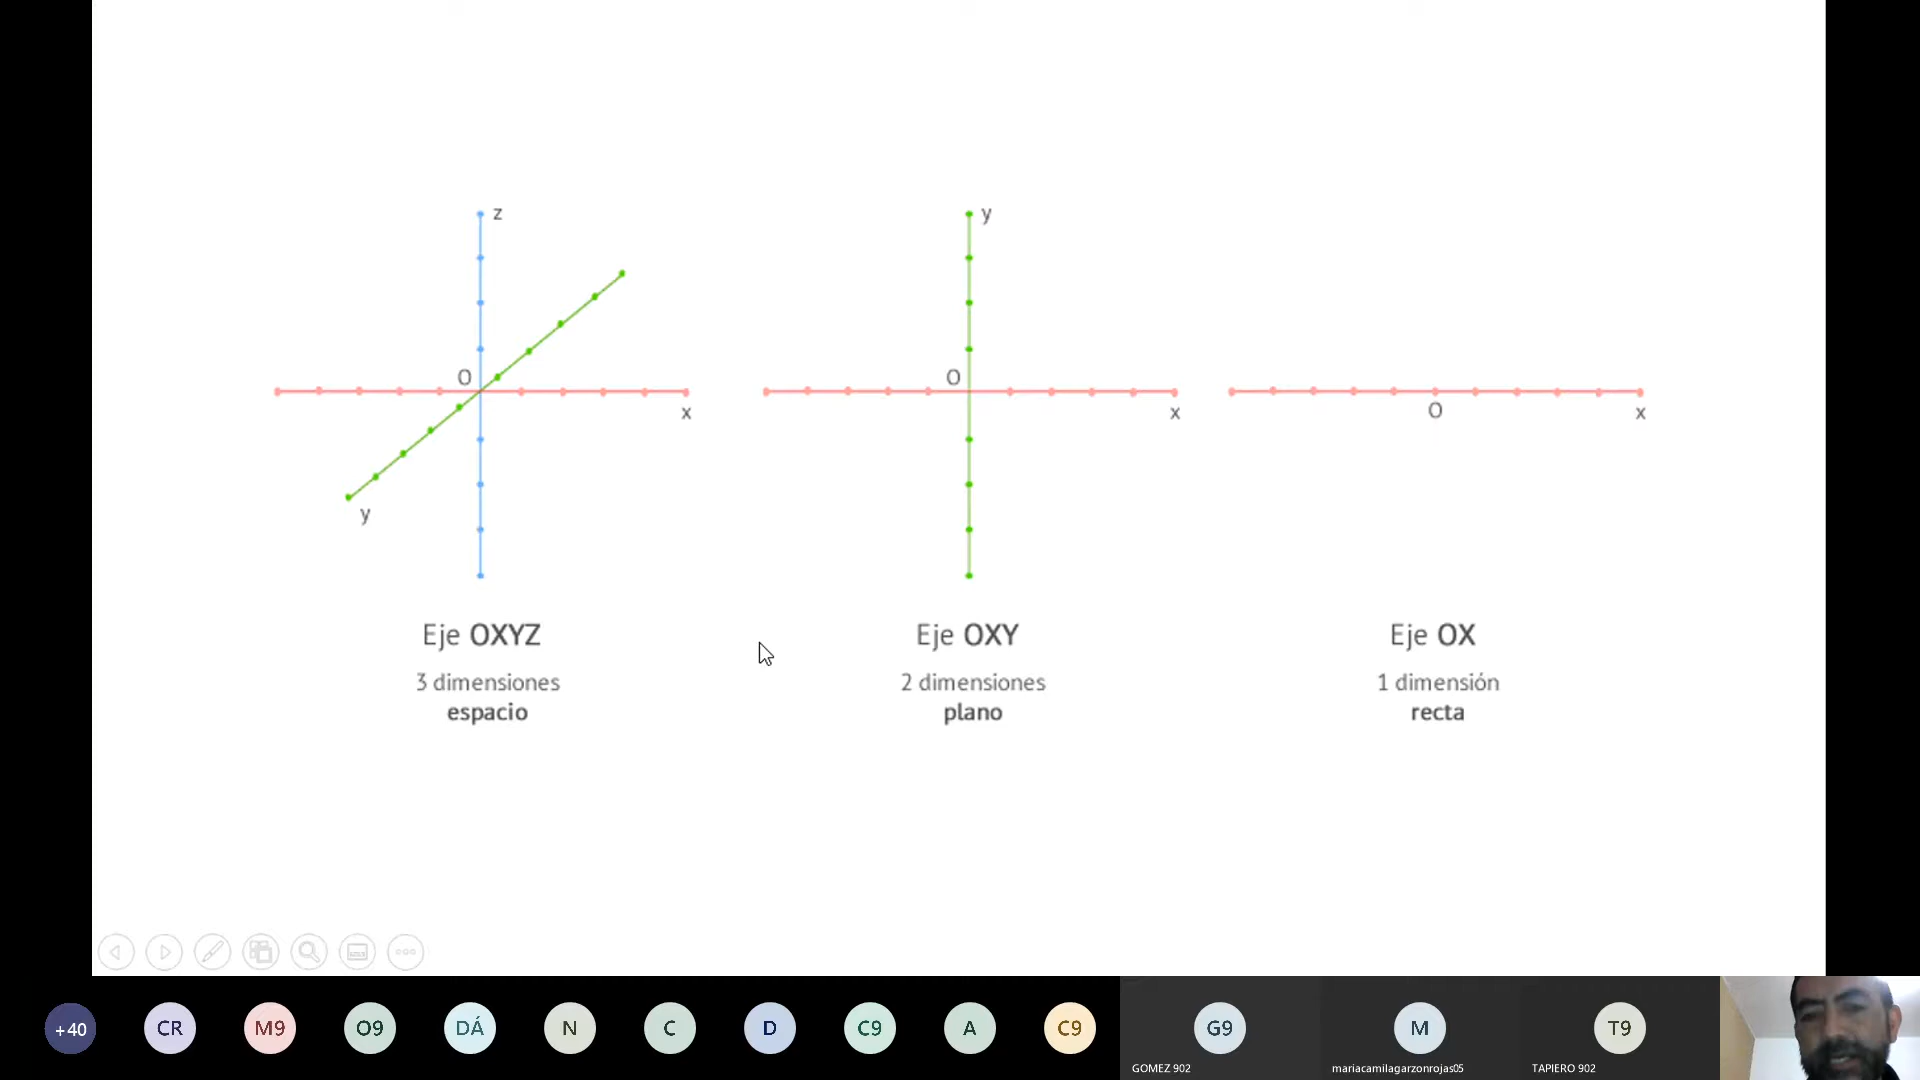 z
y
O
O
x
x
O
x
y
Eje OXYZ
Eje OXY
Eje OX
3 dimensiones
espacio
2 dimensiones
plano
1 dimensión
recta
+40
CR
M9
O9
DÁ
N
C
D
C9
A
C9
G9
M
T9
GOMEZ 902
mariacamilagarzonrojas05
TAPIERO 902